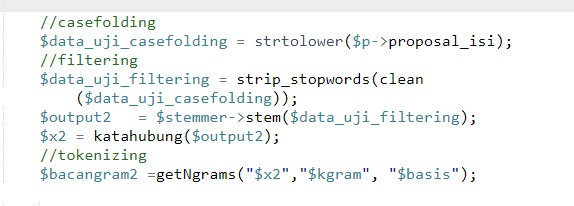 //casefolding
$data_uji_casefolding = strtolower($p->proposal_isi);
//filtering
$data_uji_filtering = strip_stopwords(clean
($data_uji_casefolding));
$output2   = $stemmer->stem($data_uji_filtering);
$x2 = katahubung($output2);
//tokenizing
$bacangram2 =getNgrams("$x2","$kgram", "$basis");